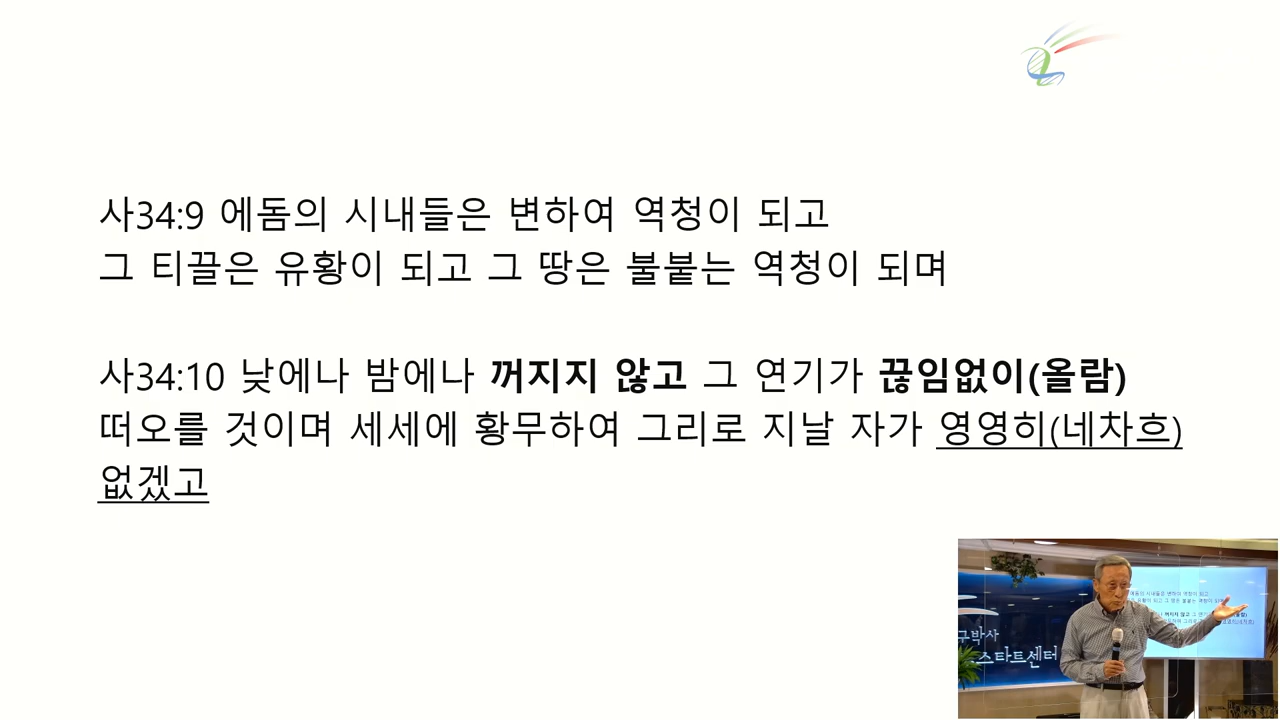 사34:9 에돔의 시내들은 변하여 역청이 되고
그 티끌은 유황이 되고 그 땅은 불붙는 역청이 되며
사34:10 낮에나 밤에나 꺼지지 않고 그 연기가 끊임없이(올람)
떠오를 것이며 세세에 황무하여 그리로 지날 자가 영영히(네차흐)
없겠고
구박사
스타트센터